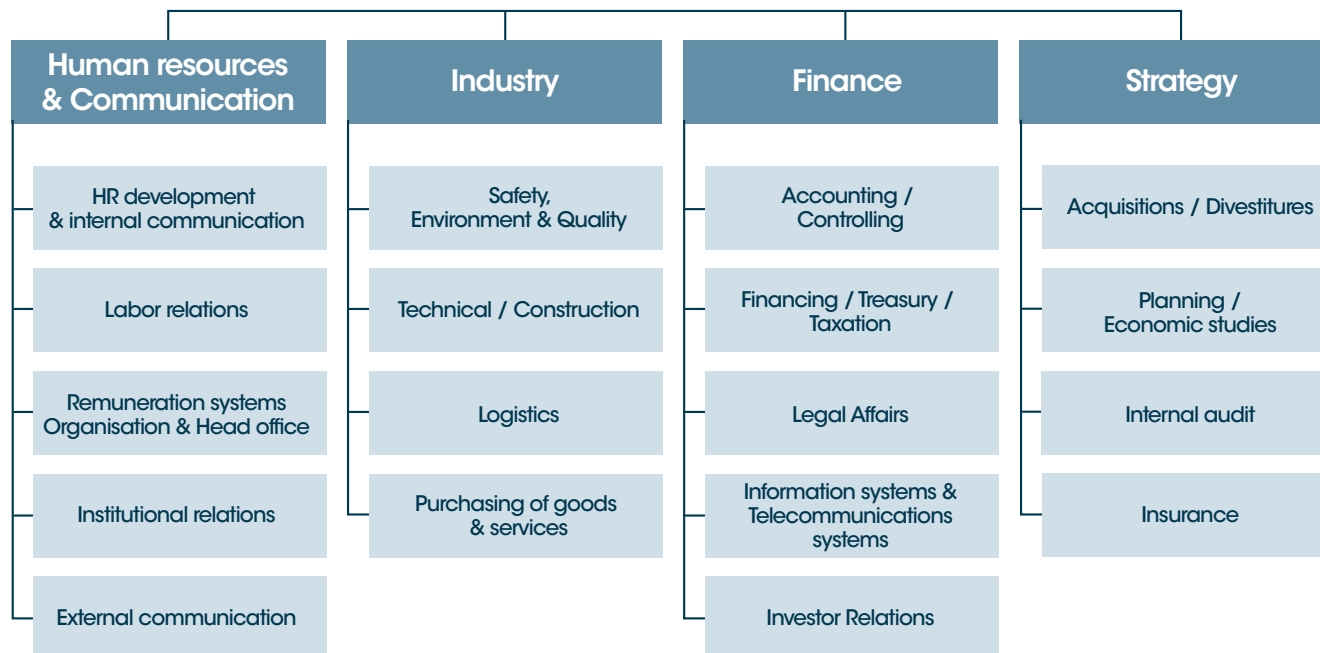 Human resources
& Communication
HR development
& internal communication
Labor relations
Remuneration systems
Organisation & Head office
Institutional relations
External communication
Industry
Safety,
Environment & Quality
Technical / Construction
Logistics
Purchasing of goods
& services
Finance
Accounting /
Controlling
Financing / Treasury /
Taxation
Legal Affairs
Information systems &
Telecommunications
systems
Investor Relations
Strategy
Acquisitions / Divestitures
Planning /
Economic studies
Internal audit
Insurance